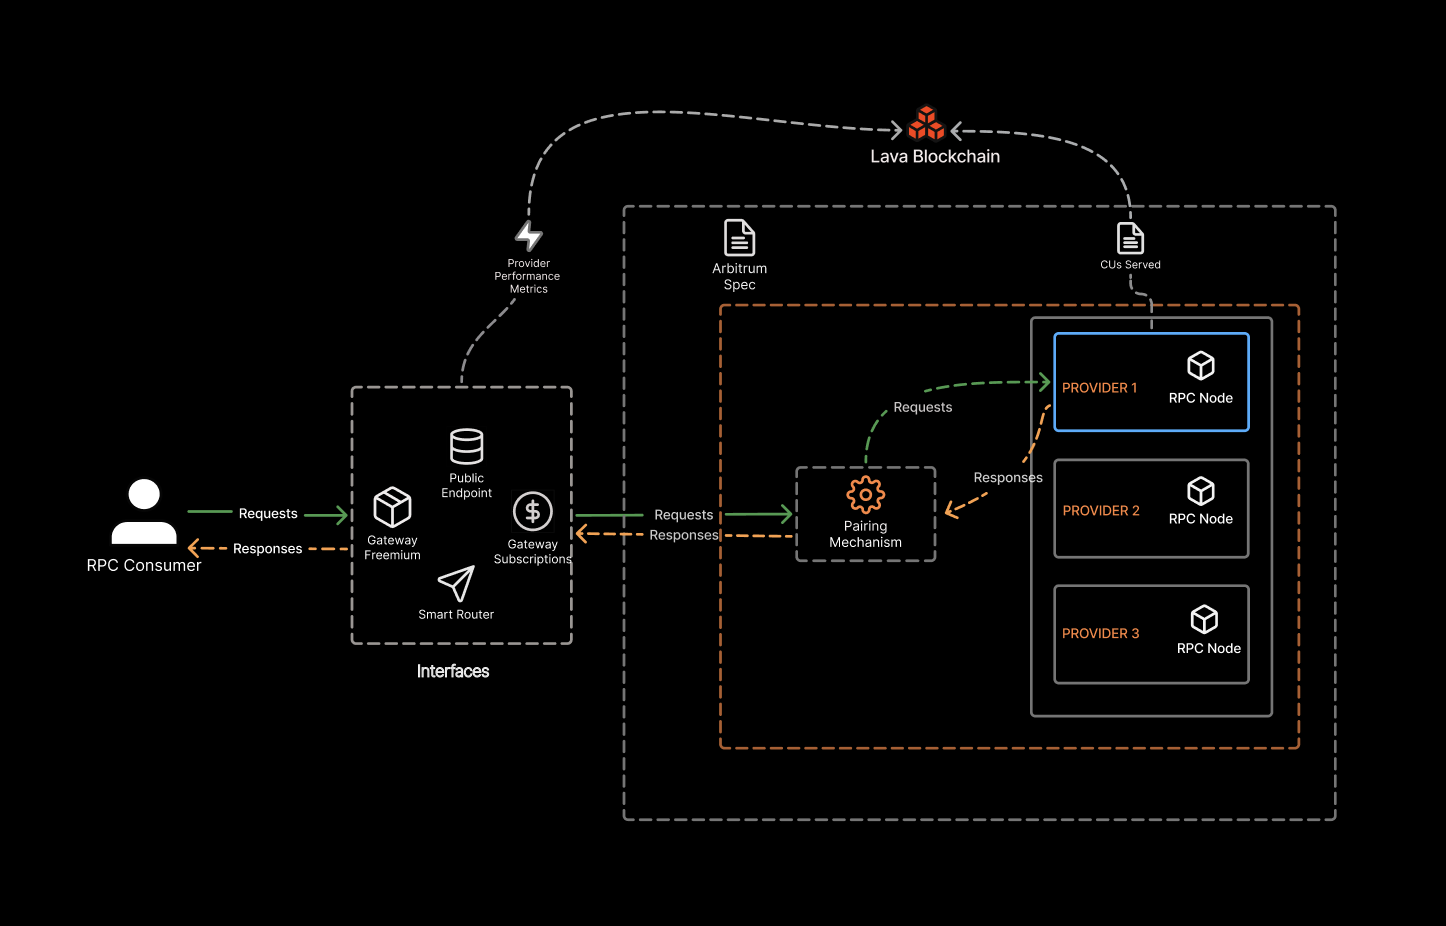 Lava Blockchain
Provider
Performance
Metrics
Arbitrum
Spec
CUs Served
RPC Consumer
Requests
Responses
Public
Endpoint
Gateway
Freemium
Gateway
Subscriptions
Smart Router
Interfaces
Requests
Responses
Pairing
Mechanism
Requests
Responses
PROVIDER 1
RPC Node
PROVIDER 2
RPC Node
PROVIDER 3
RPC Node